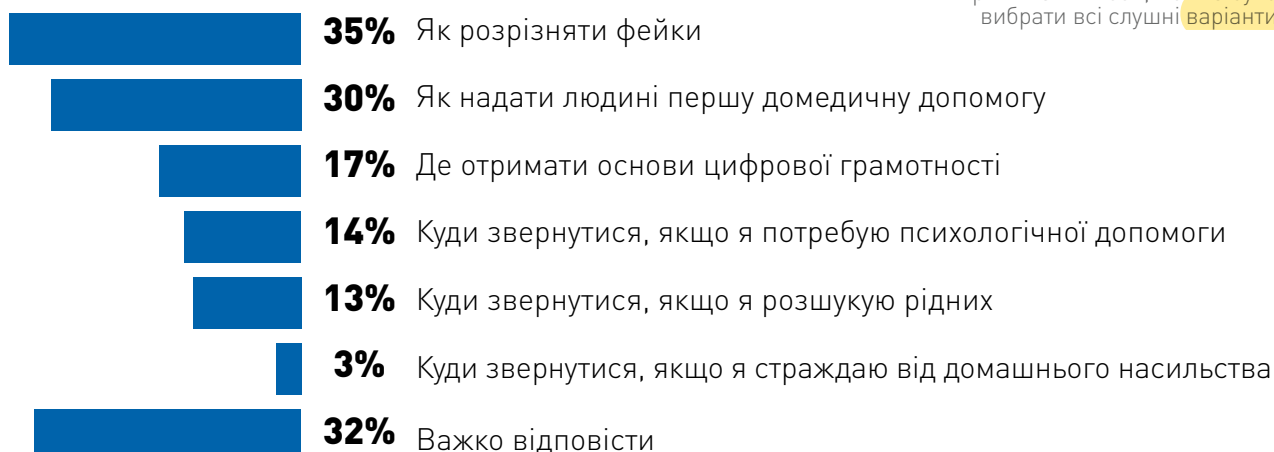 вибрати всі слушні варіанти
35% Як розрізняти фейки
30% Як надати людині першу домедичну допомогу
17% Де отримати основи цифрової грамотності
14% Куди звернутися, якщо я потребую психологічної допомоги
13% Куди звернутися, якщо я розшукую рідних
3% Куди звернутися, якщо я страждаю від домашнього насильства
32% Важко відповісти